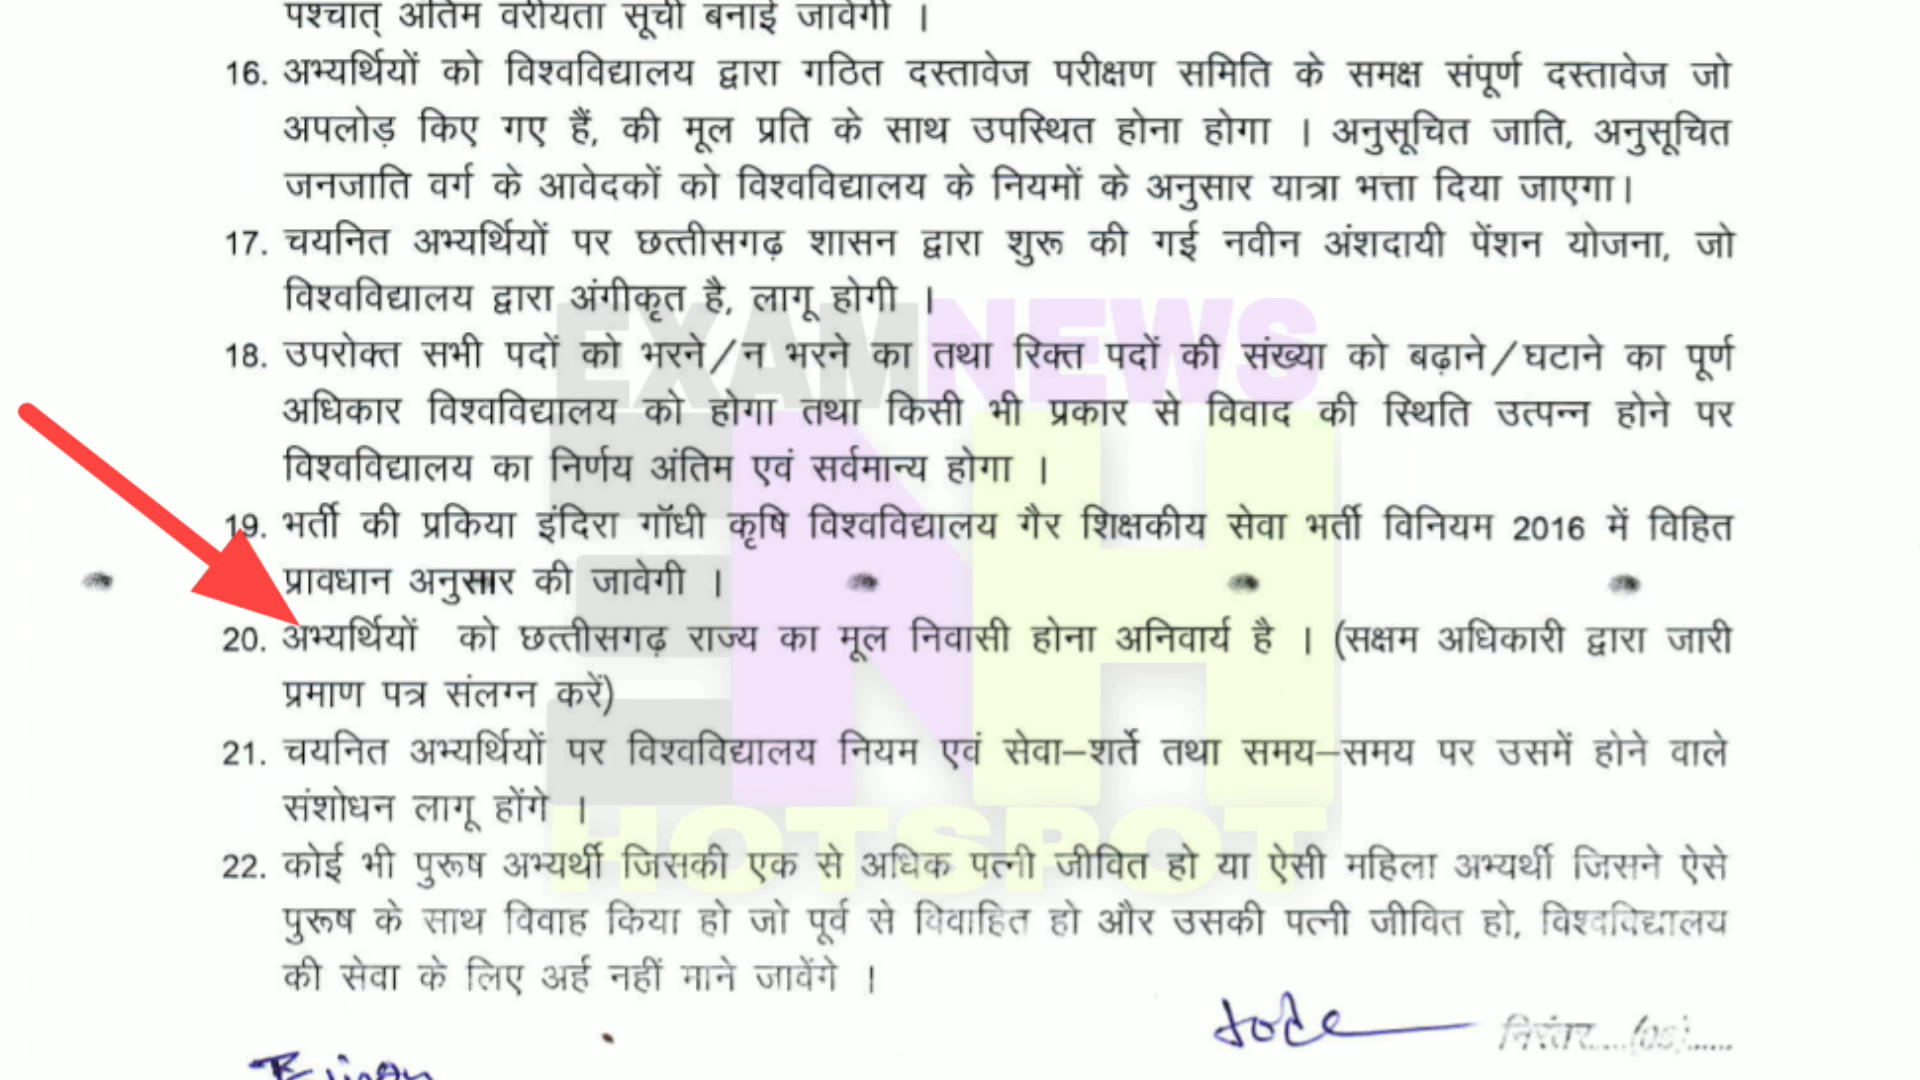 पश्चात् अंतिम वरीयता सूची बनाई जावेगी ।
16. अभ्यर्थियों को विश्वविद्यालय द्वारा गठित दस्तावेज परीक्षण समिति के समक्ष संपूर्ण दस्तावेज जो
अपलोड़ किए गए हैं, की मूल प्रति के साथ उपस्थित होना होगा । अनुसूचित जाति, अनुसूचित
जनजाति वर्ग के आवेदकों को विश्वविद्यालय के नियमों के अनुसार यात्रा भत्ता दिया जाएगा।
17. चयनित अभ्यर्थियों पर छत्तीसगढ़ शासन द्वारा शुरू की गई नवीन अंशदायी पेंशन योजना, जो
विश्वविद्यालय द्वारा अंगीकृत है, लागू होगी ।
EXAMNEWS
18. उपरोक्त सभी पदों को भरने/न भरने का तथा रिक्त पदों की संख्या को बढ़ाने/घटाने का पूर्ण
अधिकार विश्वविद्यालय को होगा तथा किसी भी प्रकार से विवाद की स्थिति उत्पन्न होने पर
विश्वविद्यालय का निर्णय अंतिम एवं सर्वमान्य होगा ।
19. भर्ती की प्रकिया इंदिरा गॉधी कृषि विश्वविद्यालय गैर शिक्षकीय सेवा भर्ती विनियम 2016 में विहित
प्रावधान अनुसार की जावेगी ।
ENH
20. अभ्यर्थियों को छत्तीसगढ़ राज्य का मूल निवासी होना अनिवार्य है । (सक्षम अधिकारी द्वारा जारी
प्रमाण पत्र संलग्न करें)
21. चयनित अभ्यर्थियों पर विश्वविद्यालय नियम एवं सेवा–शर्ते तथा समय–समय पर उसमें होने वाले
संशोधन लागू होंगे ।
HOTSPOT
22. कोई भी पुरूष अभ्यर्थी जिसकी एक से अधिक पत्नी जीवित हो या ऐसी महिला अभ्यर्थी जिसने ऐसे
पुरूष के साथ विवाह किया हो जो पूर्व से विवाहित हो और उसकी पत्नी जीवित हो, विश्वविद्यालय
की सेवा के लिए अर्ह नहीं माने जावेंगे ।
निरंतर....(05)......